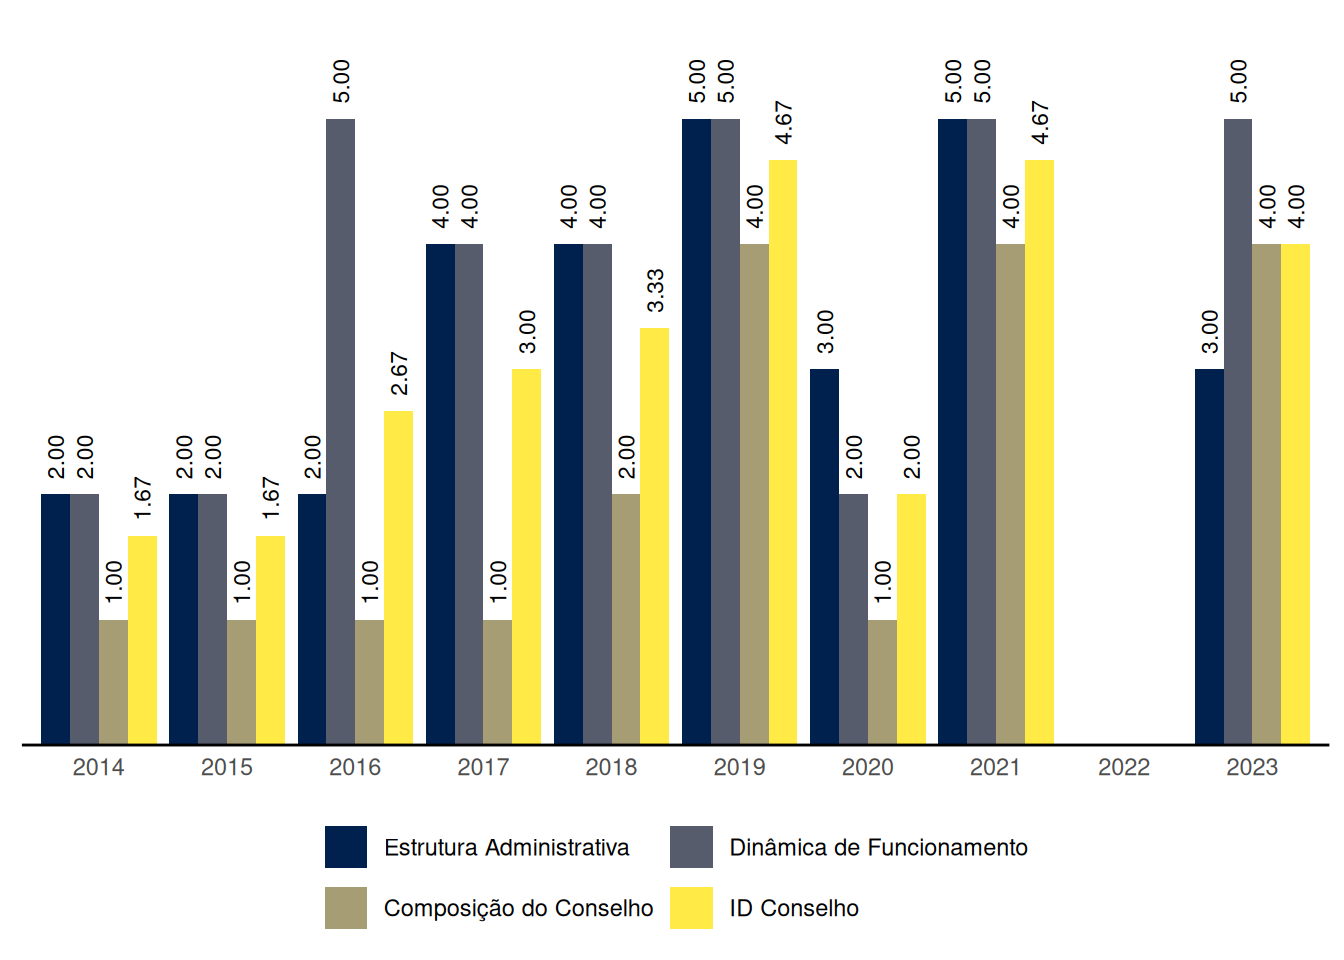 2.00 2.00 1.00 1.67
2.00 2.00 1.00 1.67
2.00 5.00 1.00 2.67
4.00 4.00 1.00 3.00
4.00 4.00 2.00 3.33
5.00 5.00 4.00 4.67
3.00 2.00 1.00 2.00
5.00 5.00 4.00 4.67
3.00 5.00 4.00 4.00
2014 2015 2016 2017 2018 2019 2020 2021 2022 2023
Estrutura Administrativa Dinâmica de Funcionamento
Composição do Conselho ID Conselho